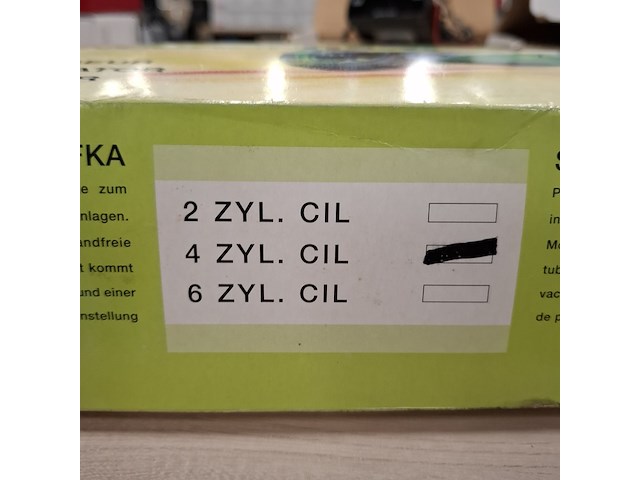 FKA
e zum
nlagen.
andfreie
t kommt
und einer
nstellung
2 ZYL. CIL
4 ZYL. CIL
6 ZYL. CIL
S
P
in
Mo
tub
vac
de p